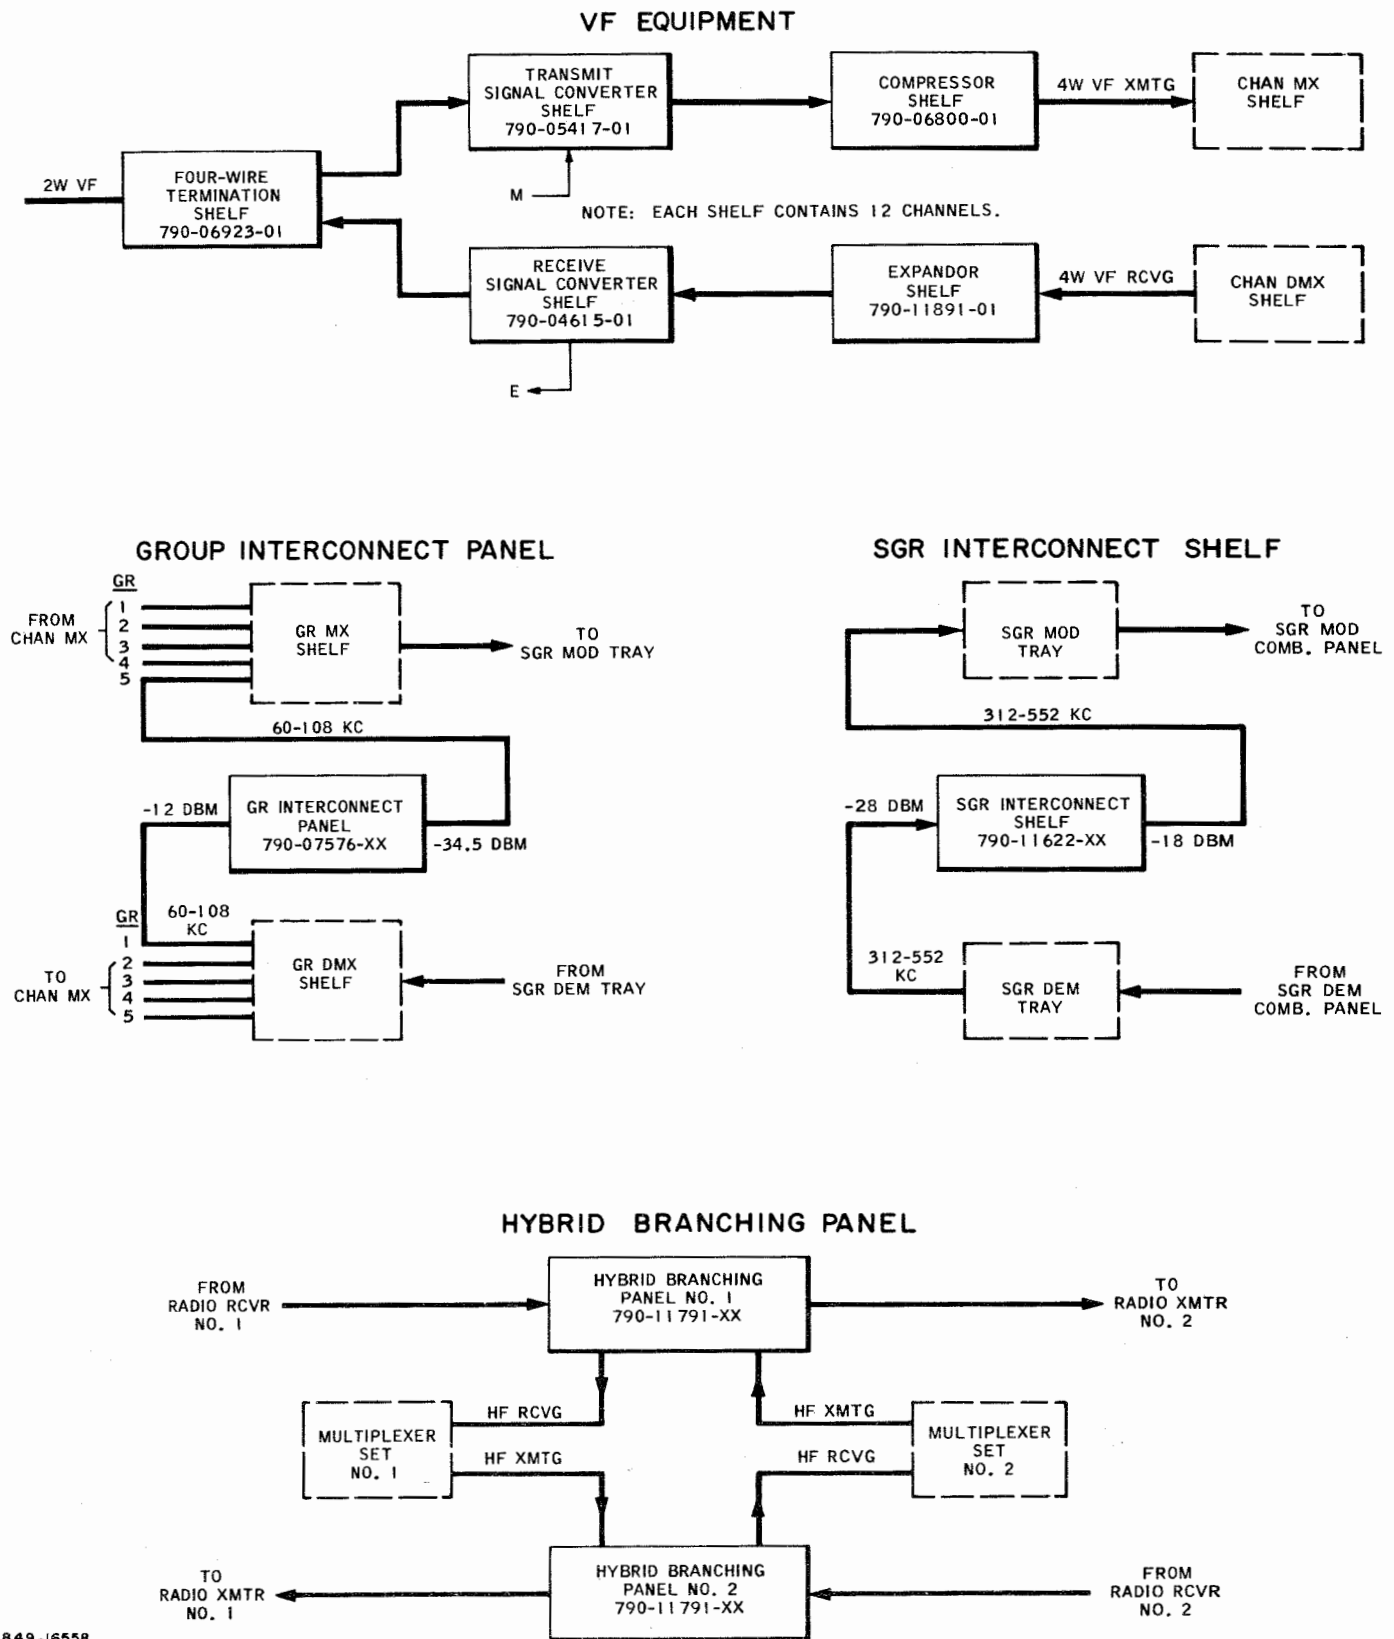 VF EQUIPMENT
TRANSMIT
SIGNAL CONVERTER
SHELF
790-05417-01
COMPRESSOR
SHELF
790-06800-01
4W VF XMTG
CHAN MX
SHELF
2W VF
FOUR-WIRE
TERMINATION
SHELF
790-06923-01
M
NOTE: EACH SHELF CONTAINS 12 CHANNELS.
RECEIVE
SIGNAL CONVERTER
SHELF
790-04615-01
EXPANDOR
SHELF
790-11891-01
4W VF RCVG
CHAN DMX
SHELF
E
GROUP INTERCONNECT PANEL
GR
FROM
CHAN MX
1
2
3
4
5
GR MX
SHELF
TO
SGR MOD TRAY
60-108 KC
-12 DBM
GR INTERCONNECT
PANEL
790-07576-XX
-34.5 DBM
GR
60-108
KC
1
2
3
4
5
TO
CHAN MX
GR DMX
SHELF
FROM
SGR DEM TRAY
SGR INTERCONNECT SHELF
SGR MOD
TRAY
TO
SGR MOD
COMB. PANEL
312-552 KC
-28 DBM
SGR INTERCONNECT
SHELF
790-11622-XX
-18 DBM
312-552
KC
SGR DEM
TRAY
FROM
SGR DEM
COMB. PANEL
HYBRID BRANCHING PANEL
FROM
RADIO RCVR
NO. 1
HYBRID BRANCHING
PANEL NO. 1
790-11791-XX
TO
RADIO XMTR
NO. 2
MULTIPLEXER
SET
NO. 1
HF RCVG
HF XMTG
HF XMTG
HF RCVG
MULTIPLEXER
SET
NO. 2
TO
RADIO XMTR
NO. 1
HYBRID BRANCHING
PANEL NO. 2
790-11791-XX
FROM
RADIO RCVR
NO. 2
849-16558